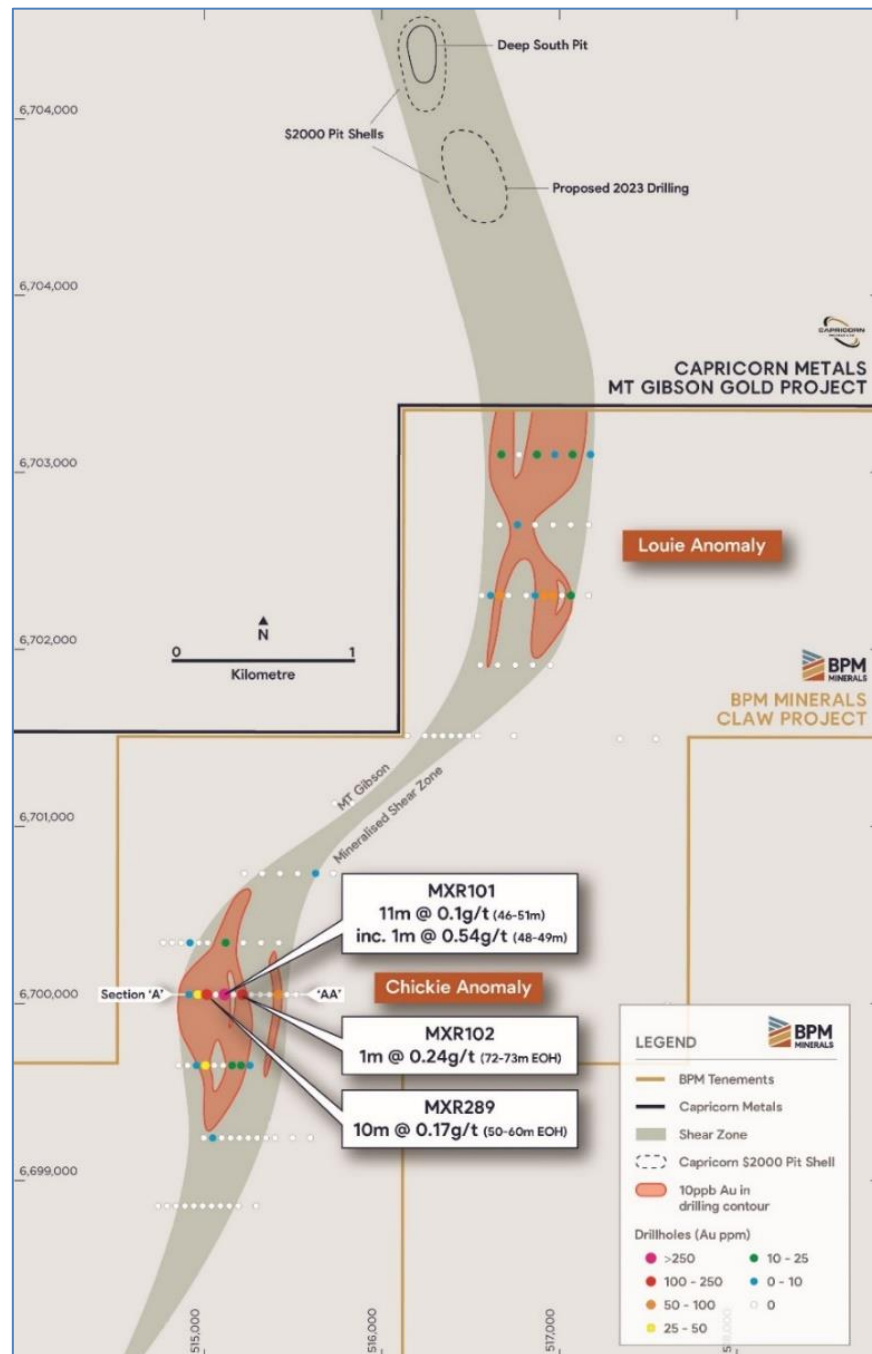 Deep South Pit
6,704,000
$2000 Pit Shells
Proposed 2023 Drilling
6,704,000
CAPRICORN
CAPRICORN METALS
MT GIBSON GOLD PROJECT
6,703,000
Louie Anomaly
N
0 1
Kilometre
6,702,000
BPM
MINERALS
BPM MINERALS
CLAW PROJECT
MT GIBSON
Mineralised Shear Zone
6,701,000
MXR101
11m @ 0.1g/t (46-51m)
inc. 1m @ 0.54g/t (48-49m)
Section 'A'
'AA'
6,700,000
Chickie Anomaly
MXR102
1m @ 0.24g/t (72-73m EOH)
MXR289
10m @ 0.17g/t (50-60m EOH)
6,699,000
LEGEND
BPM
MINERALS
BPM Tenements
Capricorn Metals
Shear Zone
Capricorn $2000 Pit Shell
10ppb Au in
drilling contour
Drillholes (Au ppm)
>250
10 - 25
100 - 250
0 - 10
50 - 100
0
25 - 50
515,000
516,000
517,000